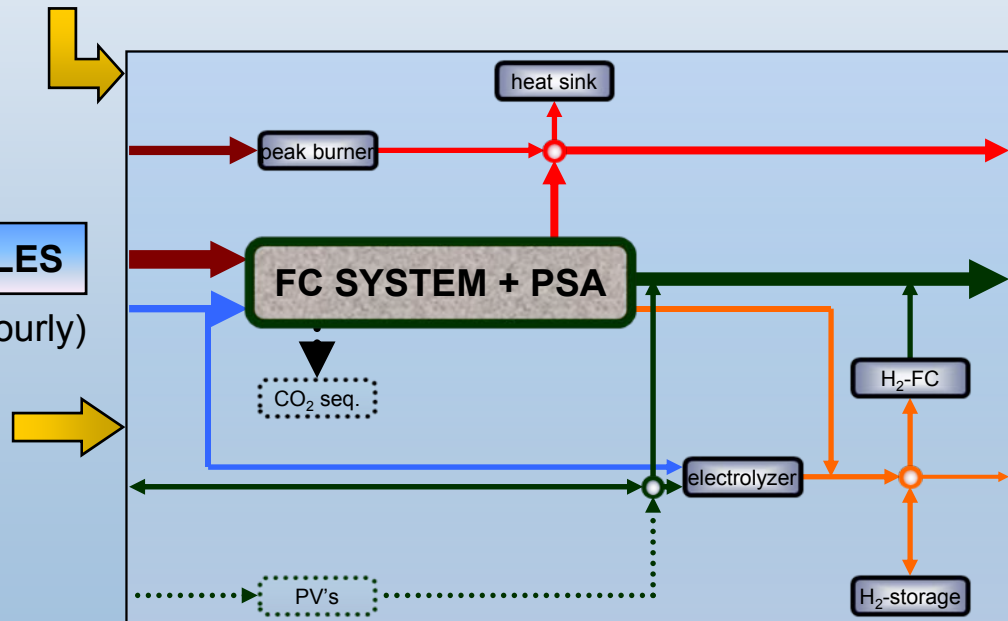 heat sink
peak burner
LES
FC SYSTEM + PSA
ourly)
H₂-FC
CO₂ seq.
electrolyzer
PV's
H₂-storage